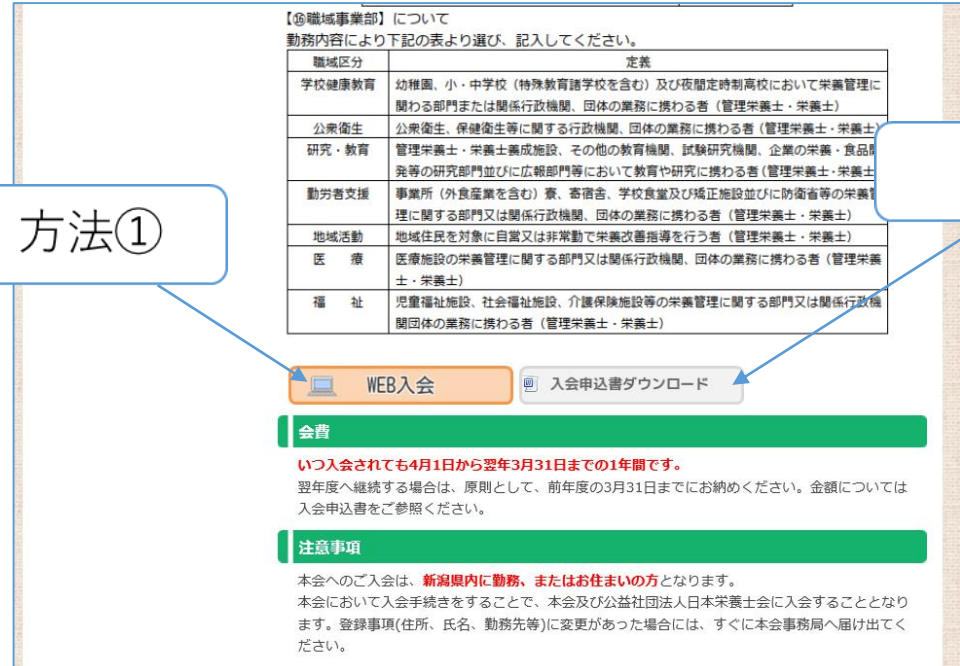 【⑯職域事業部】について
勤務内容により下記の表より選び、記入してください。
職域区分 定義
学校健康教育 幼稚園、小・中学校（特殊教育諸学校を含む）及び夜間定時制高校において栄養管理に
関わる部門または関係行政機関、団体の業務に携わる者（管理栄養士・栄養士）
公衆衛生 公衆衛生、保健衛生等に関する行政機関、団体の業務に携わる者（管理栄養士・栄養士）
研究・教育 管理栄養士・栄養士養成施設、その他の教育機関、試験研究機関、企業の栄養・食品
発等の研究部門並びに広報部門等において教育や研究に携わる者（管理栄養士・栄養士
勤労者支援 事業所（外食産業を含む）寮、寄宿舎、学校食堂及び矯正施設並びに防衛省等の栄養
理に関する部門又は関係行政機関、団体の業務に携わる者（管理栄養士・栄養士）
地域活動 地域住民を対象に自営又は非常勤で栄養改善指導を行う者（管理栄養士・栄養士）
医 療 医療施設の栄養管理に関する部門又は関係行政機関、団体の業務に携わる者（管理栄養
士・栄養士）
福 祉 児童福祉施設、社会福祉施設、介護保険施設等の栄養管理に関する部門又は関係行政機
関団体の業務に携わる者（管理栄養士・栄養士）
方法①
WEB入会 入会申込書ダウンロード
会費
いつ入会されても4月1日から翌年3月31日までの1年間です。
翌年度へ継続する場合は、原則として、前年度の3月31日までにお納めください。金額については
入会申込書をご参照ください。
注意事項
本会へのご入会は、新潟県内に勤務、またはお住まいの方となります。
本会において入会手続きをすることで、本会及び公益社団法人日本栄養士会に入会することとなり
ます。登録事項(住所、氏名、勤務先等)に変更があった場合には、すぐに本会事務局へ届け出てく
ださい。